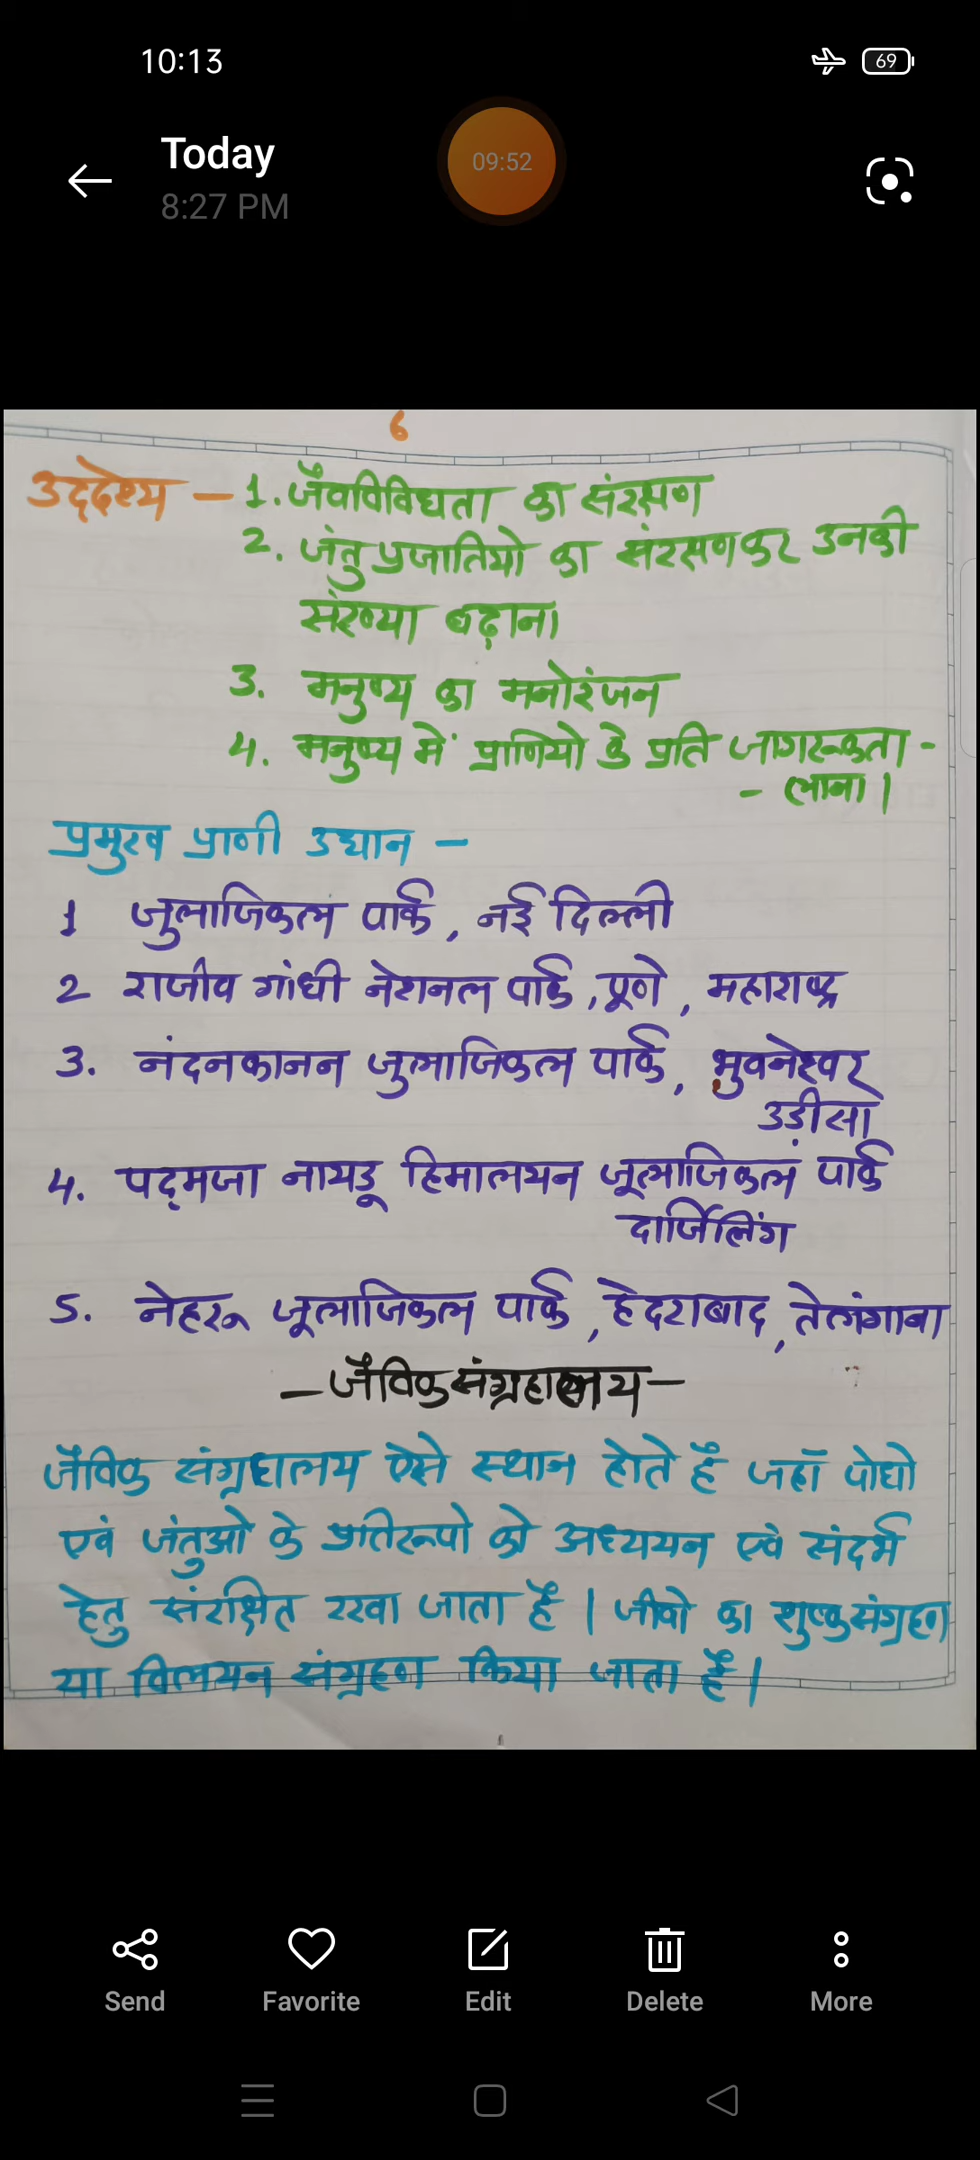 10:13
69
Today
09:52
8:27 PM
6
उद्देश्य – 1. जैवविविधता का संरक्षण
2. जंतु प्रजातियो का संरक्षण कर उनकी
संख्या बढ़ाना
3. मनुष्य का मनोरंजन
4. मनुष्य में प्राणियो के प्रति जागरूकता -
- लाना।
प्रमुख प्राणी उद्यान –
1 जुलाजिकल पार्क, नई दिल्ली
2 राजीव गांधी नेशनल पार्क, पूणे, महाराष्ट्र
3. नंदनकानन जुलाजिकल पार्क, भुवनेश्वर
उड़ीसा
4. पद्मजा नायडू हिमालयन जूलाजिकल पार्क
दार्जिलिंग
5. नेहरू जूलाजिकल पार्क, हेदराबाद, तेलंगाना
– जैविक संग्रहालय –
जैविक संग्रहालय ऐसे स्थान होते हैं जहाँ पोघो
एवं जंतुओ के प्रतिरूपो को अध्ययन एवं संदर्भ
हेतु संरक्षित रखा जाता है। जीवो का शुष्क संग्रहण
या विलयन संग्रहण किया जाता है।
Send
Favorite
Edit
Delete
More